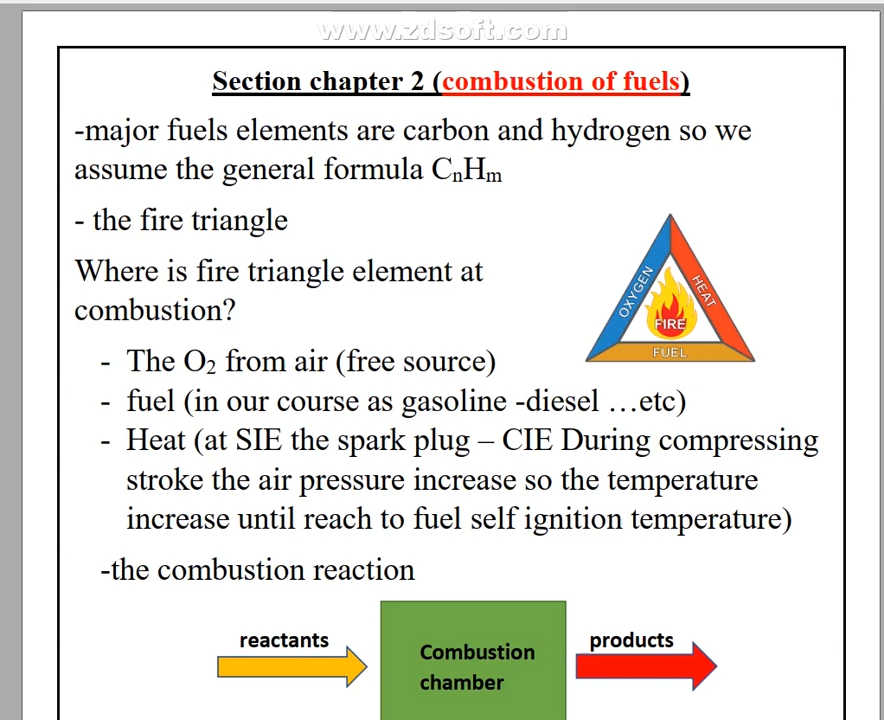 www.zdsoft.com
Section chapter 2 (combustion of fuels)
-major fuels elements are carbon and hydrogen so we
assume the general formula CnHm
- the fire triangle
Where is fire triangle element at
combustion?
OXYGEN
HEAT
FIRE
FUEL
- The O2 from air (free source)
- fuel (in our course as gasoline -diesel …etc)
- Heat (at SIE the spark plug – CIE During compressing
stroke the air pressure increase so the temperature
increase until reach to fuel self ignition temperature)
-the combustion reaction
reactants
Combustion
chamber
products